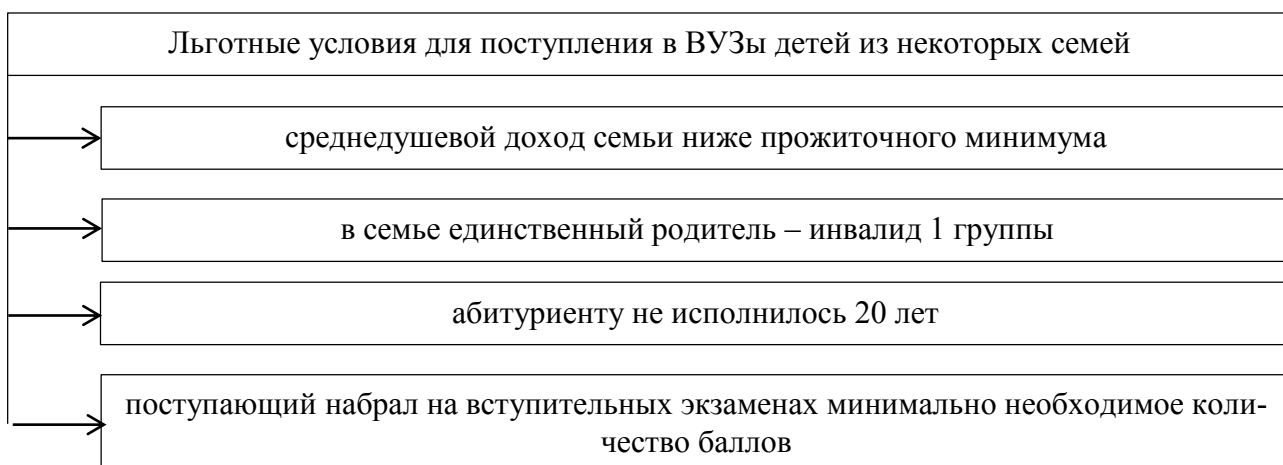 Льготные условия для поступления в ВУЗы детей из некоторых семей
среднедушевой доход семьи ниже прожиточного минимума
в семье единственный родитель – инвалид 1 группы
абитуриенту не исполнилось 20 лет
поступающий набрал на вступительных экзаменах минимально необходимое коли-
чество баллов